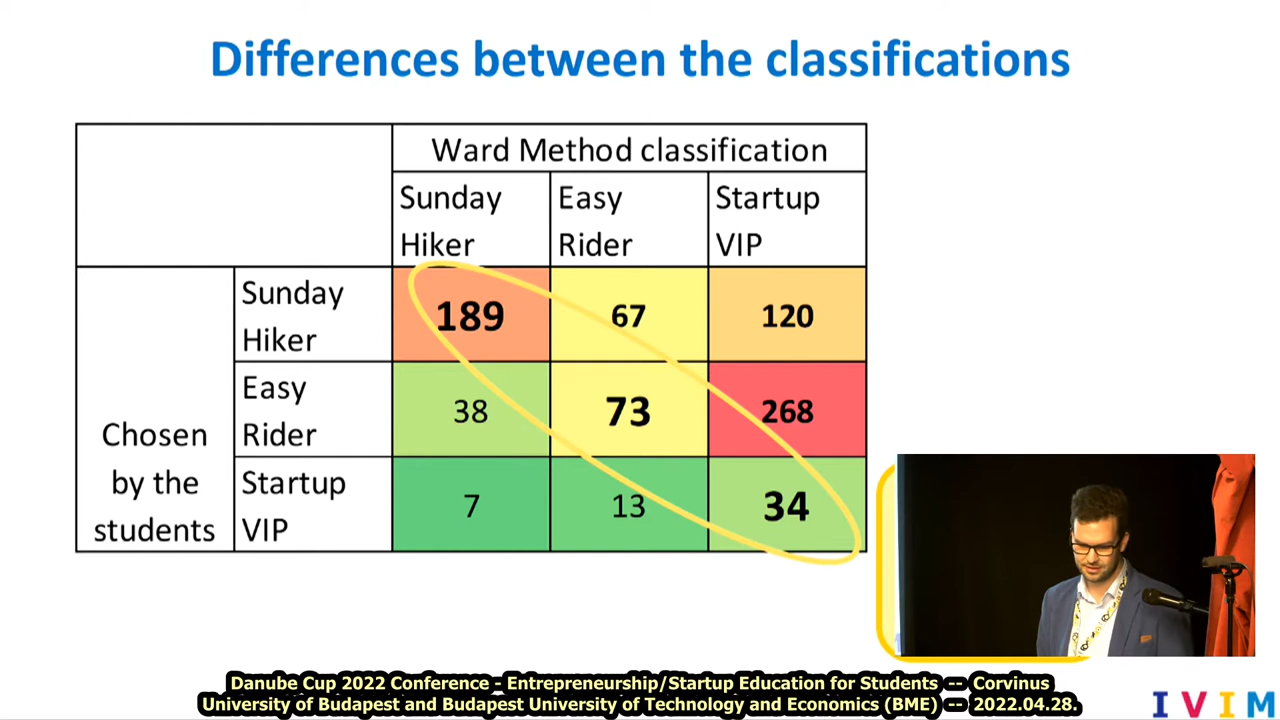 Differences between the classifications
Ward Method classification
Sunday
Hiker
Easy
Rider
Startup
VIP
Chosen
by the
students
Sunday
Hiker
189
67
120
Easy
Rider
38
73
268
Startup
VIP
7
13
34
Danube Cup 2022 Conference - Entrepreneurship/Startup Education for Students -- Corvinus
University of Budapest and Budapest University of Technology and Economics (BME) -- 2022.04.28.
I V I M